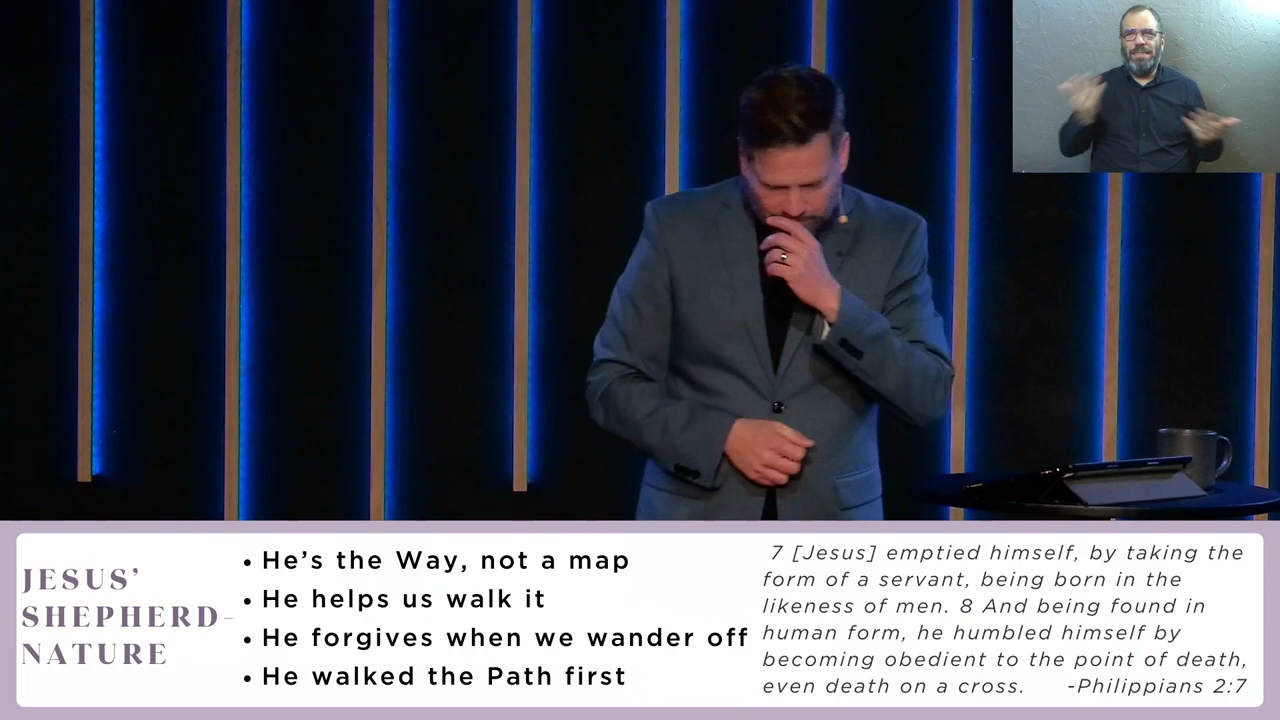 JESUS'
SHEPHERD-
NATURE
• He's the Way, not a map
• He helps us walk it
• He forgives when we wander off
• He walked the Path first
7 [Jesus] emptied himself, by taking the
form of a servant, being born in the
likeness of men. 8 And being found in
human form, he humbled himself by
becoming obedient to the point of death,
even death on a cross. -Philippians 2:7